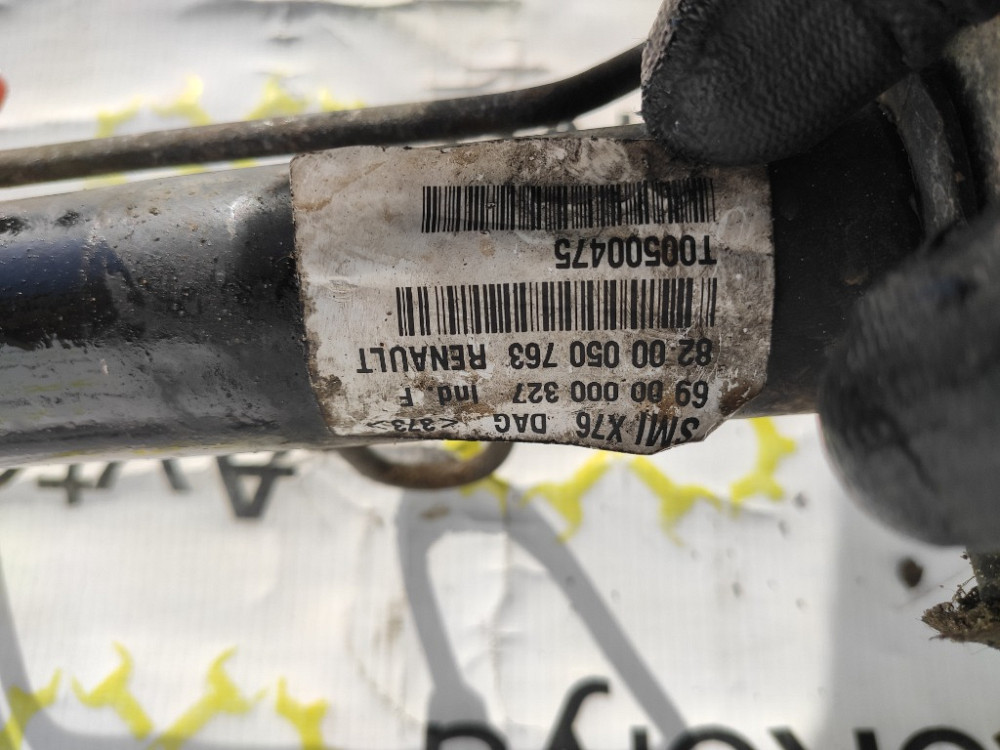 SMI X76 DAG <373>
69 00 000 327 Ind F
82 00 050 763 RENAULT
T00500475